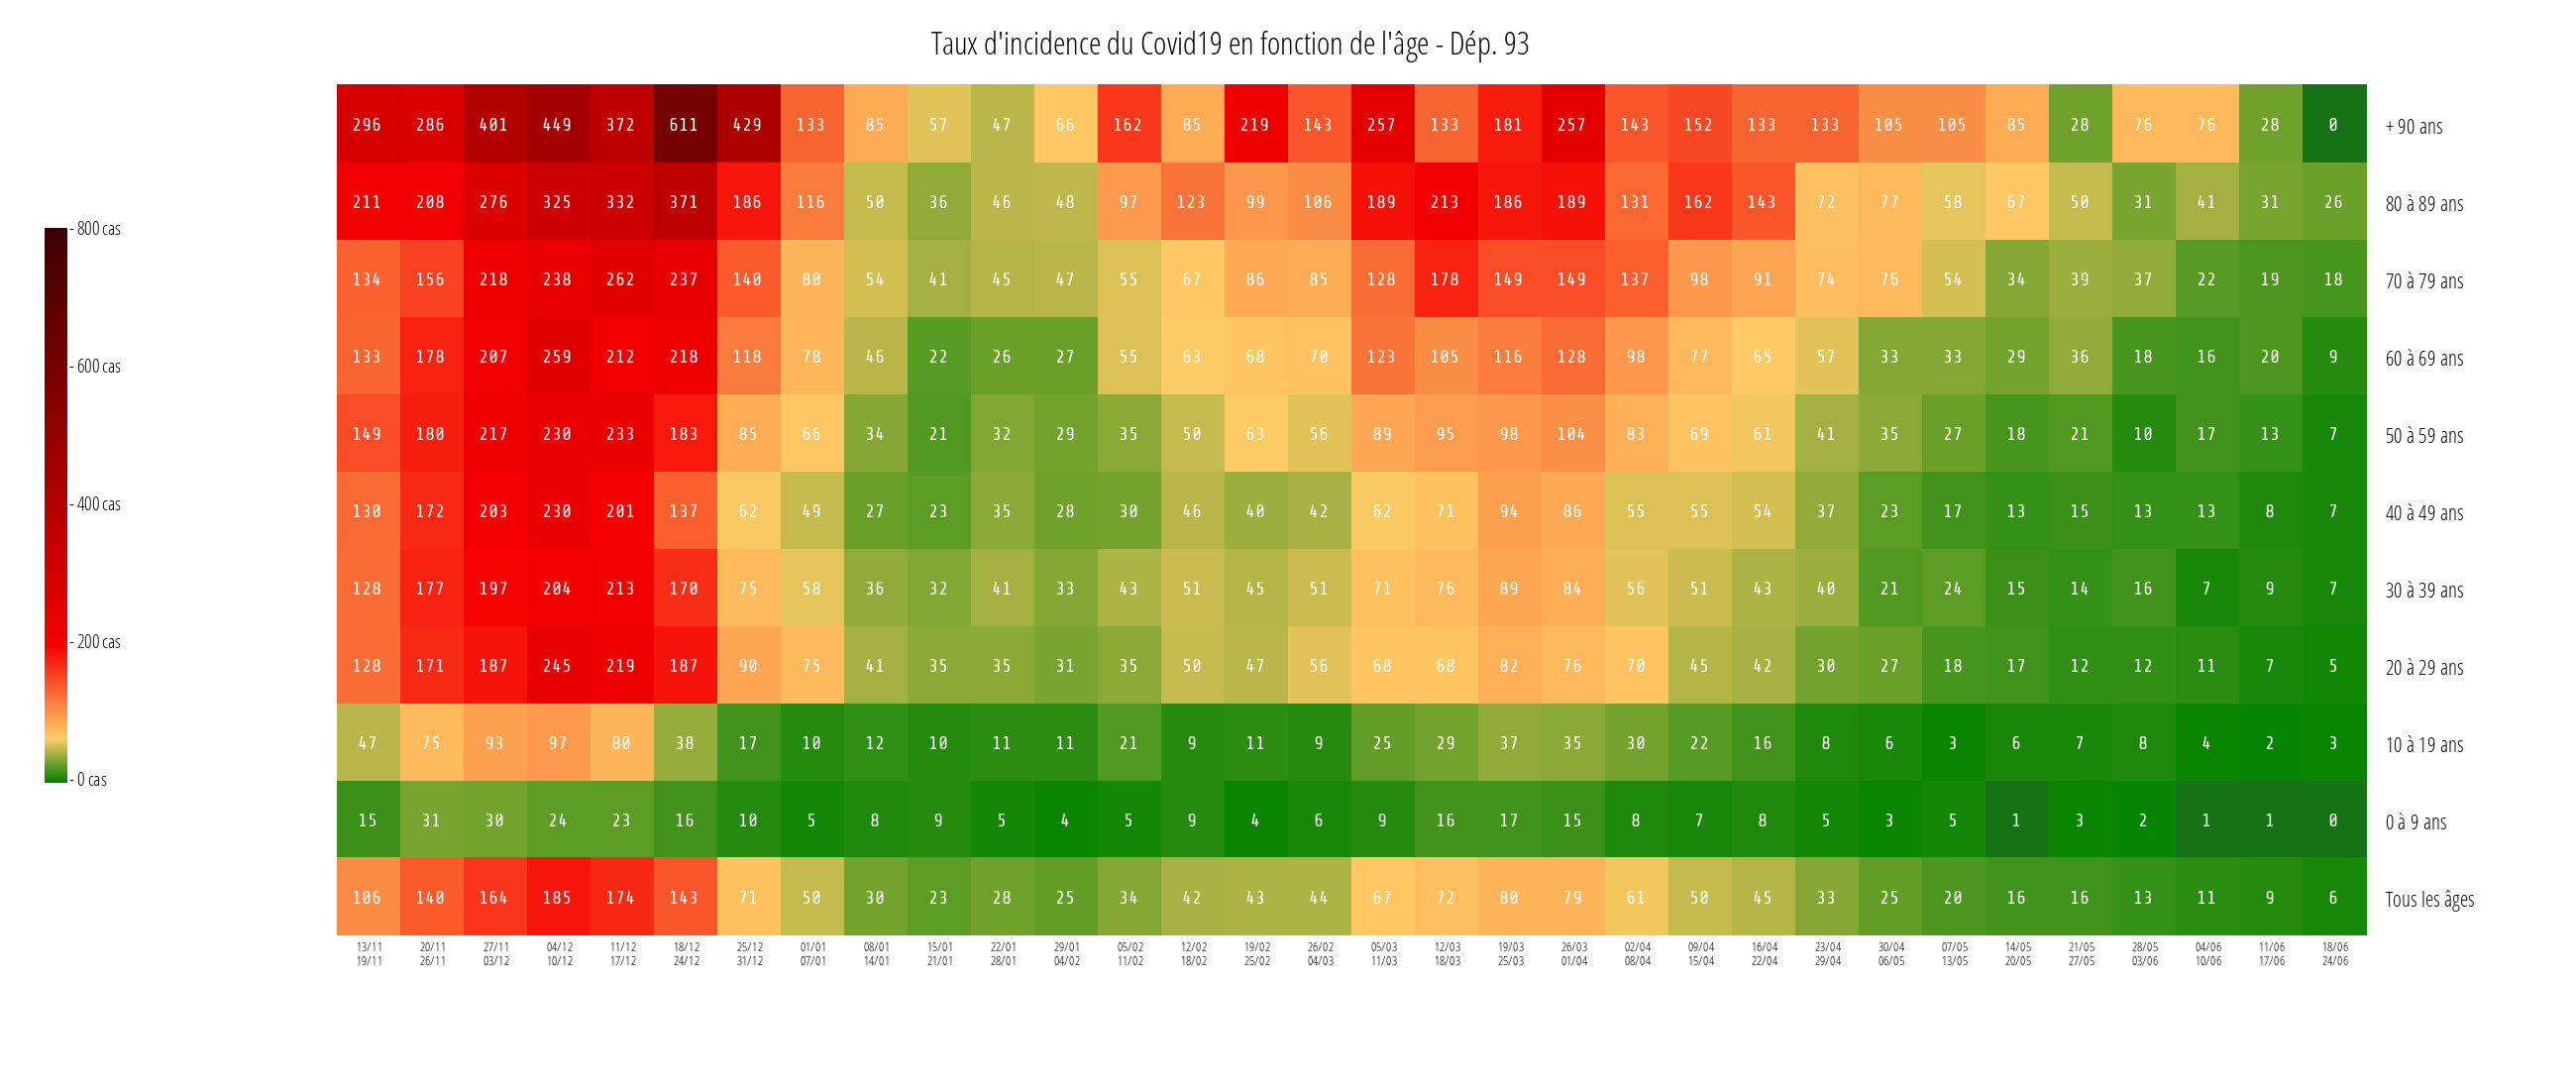 Taux d'incidence du Covid19 en fonction de l'âge - Dép. 93
- 800 cas
- 600 cas
- 400 cas
- 200 cas
- 0 cas
296 286 401 449 372 611 429 133 85 57 47 66 162 85 219 143 257 133 181 257 143 152 133 133 105 105 85 28 76 76 28 0 + 90 ans
211 208 276 325 332 371 186 116 50 36 46 48 97 123 99 106 189 213 186 189 131 162 143 72 77 58 67 50 31 41 31 26 80 à 89 ans
134 156 218 238 262 237 140 80 54 41 45 47 55 67 86 85 128 178 149 149 137 98 91 74 76 54 34 39 37 22 19 18 70 à 79 ans
133 178 207 259 212 218 118 78 46 22 26 27 55 63 68 70 123 105 116 128 98 77 65 57 33 33 29 36 18 16 20 9 60 à 69 ans
149 180 217 230 233 183 85 66 34 21 32 29 35 50 63 56 89 95 98 104 83 69 61 41 35 27 18 21 10 17 13 7 50 à 59 ans
130 172 203 230 201 137 62 49 27 23 35 28 30 46 40 42 62 71 94 86 55 55 54 37 23 17 13 15 13 13 8 7 40 à 49 ans
128 177 197 204 213 170 75 58 36 32 41 33 43 51 45 51 71 76 89 84 56 51 43 40 21 24 15 14 16 7 9 7 30 à 39 ans
128 171 187 245 219 187 90 75 41 35 35 31 35 50 47 56 68 68 82 76 70 45 42 30 27 18 17 12 12 11 7 5 20 à 29 ans
47 75 93 97 80 38 17 10 12 10 11 11 21 9 11 9 25 29 37 35 30 22 16 8 6 3 6 7 8 4 2 3 10 à 19 ans
15 31 30 24 23 16 10 5 8 9 5 4 5 9 4 6 9 16 17 15 8 7 8 5 3 5 1 3 2 1 1 0 0 à 9 ans
106 140 164 185 174 143 71 50 30 23 28 25 34 42 43 44 67 72 80 79 61 50 45 33 25 20 16 16 13 11 9 6 Tous les âges
13/11 20/11 27/11 04/12 11/12 18/12 25/12 01/01 08/01 15/01 22/01 29/01 05/02 12/02 19/02 26/02 05/03 12/03 19/03 26/03 02/04 09/04 16/04 23/04 30/04 07/05 14/05 21/05 28/05 04/06 11/06 18/06
19/11 26/11 03/12 10/12 17/12 24/12 31/12 07/01 14/01 21/01 28/01 04/02 11/02 18/02 25/02 04/03 11/03 18/03 25/03 01/04 08/04 15/04 22/04 29/04 06/05 13/05 20/05 27/05 03/06 10/06 17/06 24/06